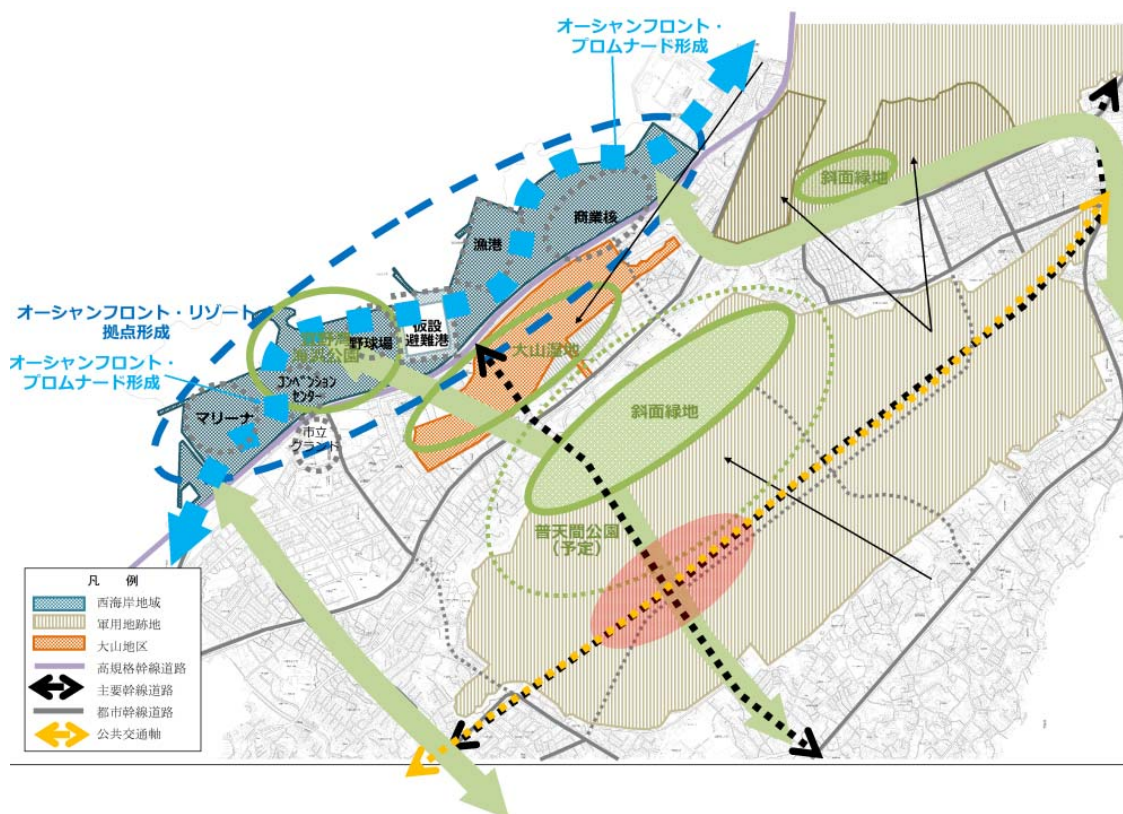 オーシャンフロント・
プロムナード形成
斜面緑地
商業核
漁港
オーシャンフロント・リゾート
拠点形成
仮設
避難港
野球場
海浜公園
大山湿地
オーシャンフロント・
プロムナード形成
コンベンション
センター
斜面緑地
マリーナ
市立
グランド
普天間公園
(予定)
凡 例
西海岸地域
軍用地跡地
大山地区
高規格幹線道路
主要幹線道路
都市幹線道路
公共交通軸